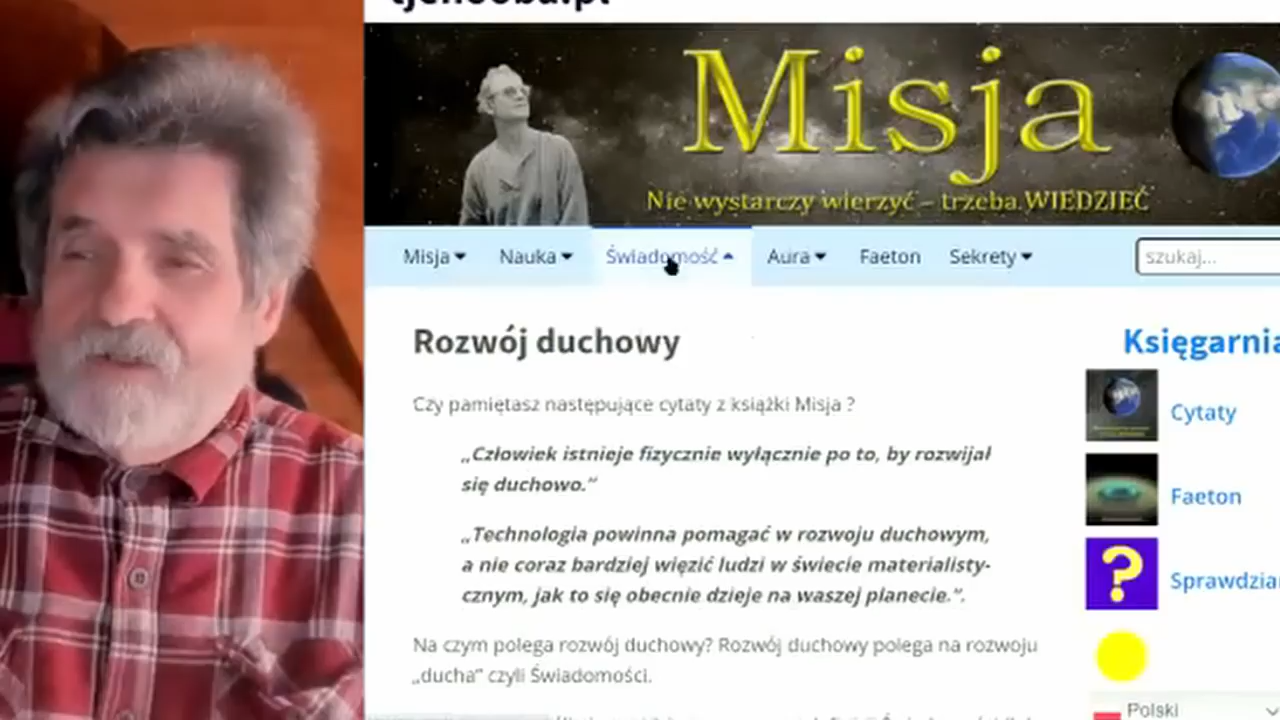 Misja
Nie wystarczy wierzyć – trzeba WIEDZIEĆ
Misja Nauka Świadomość Aura Faeton Sekrety szukaj...
Rozwój duchowy
Czy pamiętasz następujące cytaty z książki Misja ?
„Człowiek istnieje fizycznie wyłącznie po to, by rozwijał
się duchowo.”
„Technologia powinna pomagać w rozwoju duchowym,
a nie coraz bardziej więzić ludzi w świecie materialisty-
cznym, jak to się obecnie dzieje na waszej planecie.”.
Na czym polega rozwój duchowy? Rozwój duchowy polega na rozwoju
„ducha” czyli Świadomości.
Księgarnia
Cytaty
Faeton
?
Sprawdzian
Polski